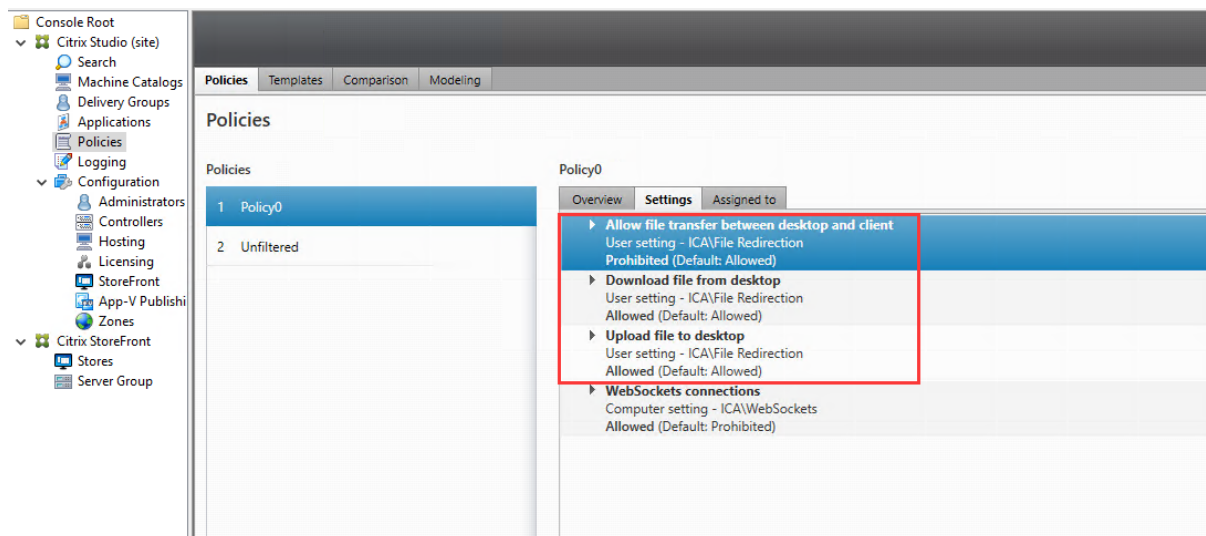 Console Root
Citrix Studio (site)
Search
Machine Catalogs
Delivery Groups
Applications
Policies
Logging
Configuration
Administrators
Controllers
Hosting
Licensing
StoreFront
App-V Publishi
Zones
Citrix StoreFront
Stores
Server Group
Policies Templates Comparison Modeling
Policies
Policies
1 Policy0
2 Unfiltered
Policy0
Overview Settings Assigned to
Allow file transfer between desktop and client
User setting - ICA\File Redirection
Prohibited (Default: Allowed)
Download file from desktop
User setting - ICA\File Redirection
Allowed (Default: Allowed)
Upload file to desktop
User setting - ICA\File Redirection
Allowed (Default: Allowed)
WebSockets connections
Computer setting - ICA\WebSockets
Allowed (Default: Prohibited)